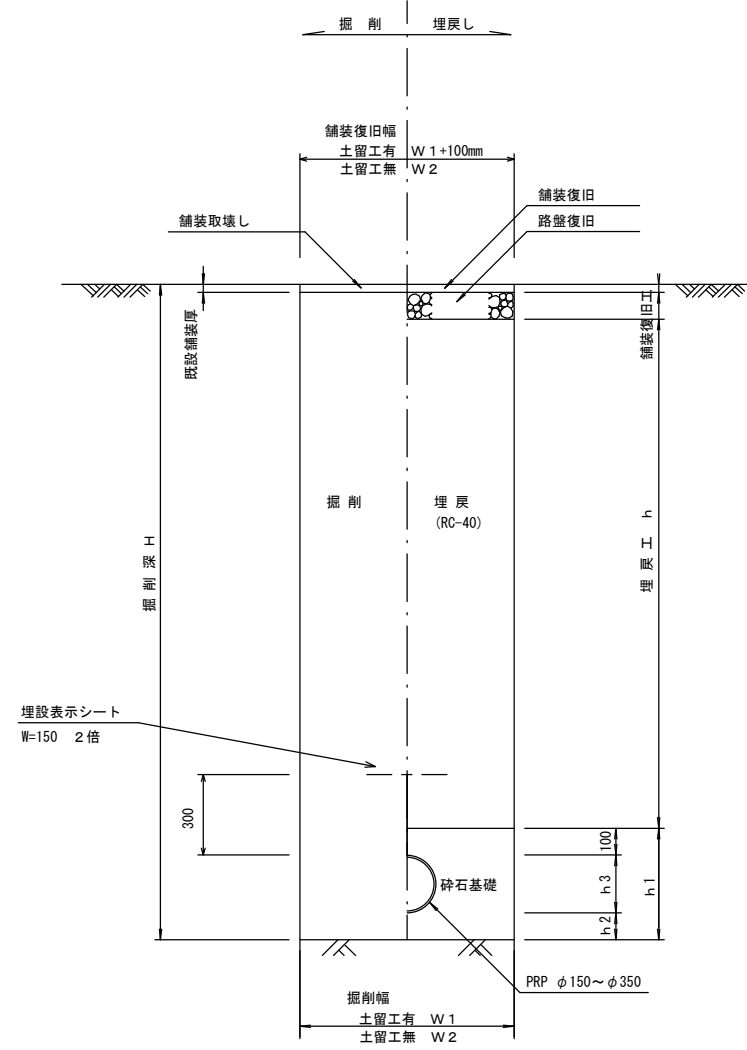 掘 削 埋戻し
舗装復旧幅
土留工有 W1+100mm
土留工無 W2
舗装復旧
舗装取壊し
路盤復旧
既設舗装厚
舗装復旧工
掘 削
埋 戻
(RC-40)
掘 削 深 H
埋 戻 工 h
埋設表示シート
W=150 2倍
300
100
h3
h2
h1
砕石基礎
PRP φ150～φ350
掘削幅
土留工有 W1
土留工無 W2